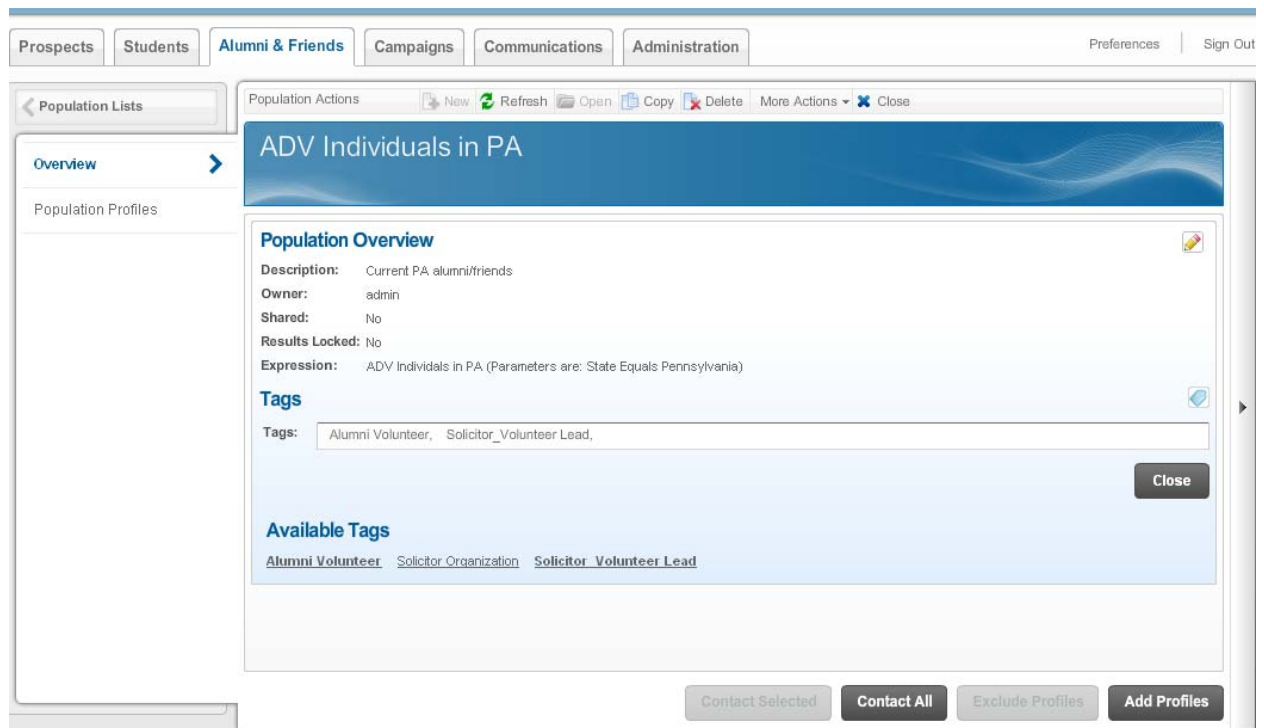 Prospects Students Alumni & Friends Campaigns Communications Administration Preferences Sign Out
Population Lists
Population Actions New Refresh Open Copy Delete More Actions Close
ADV Individuals in PA
Overview
Population Profiles
Population Overview
Description: Current PA alumni/friends
Owner: admin
Shared: No
Results Locked: No
Expression: ADV Individals in PA (Parameters are: State Equals Pennsylvania)
Tags
Tags: Alumni Volunteer, Solicitor_Volunteer Lead,
Close
Available Tags
Alumni Volunteer Solicitor Organization Solicitor_Volunteer Lead
Contact Selected Contact All Exclude Profiles Add Profiles